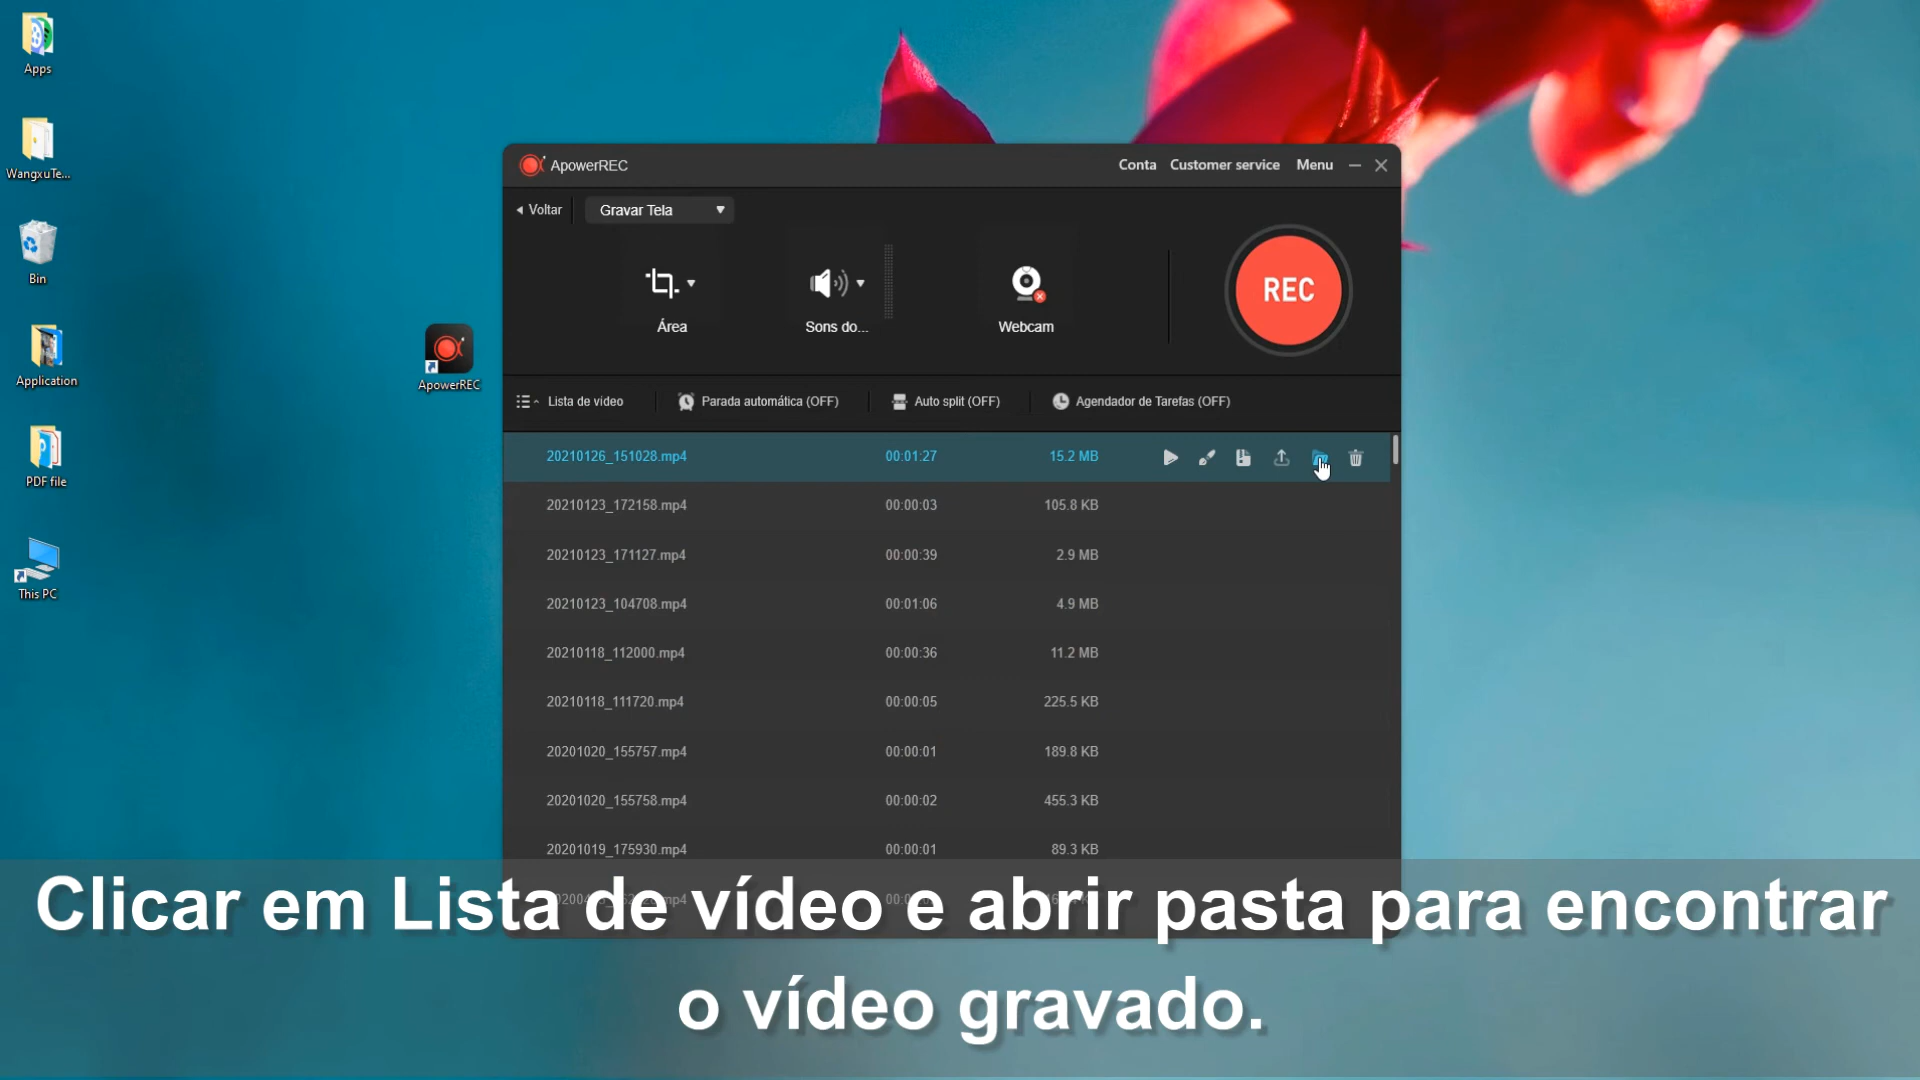 Apps
WangxuTe...
Bin
Application
PDF file
This PC
ApowerREC
ApowerREC
Conta Customer service Menu
Voltar
Gravar Tela
Área
Sons do...
Webcam
REC
Lista de vídeo
Parada automática (OFF)
Auto split (OFF)
Agendador de Tarefas (OFF)
20210126_151028.mp4 00:01:27 15.2 MB
20210123_172158.mp4 00:00:03 105.8 KB
20210123_171127.mp4 00:00:39 2.9 MB
20210123_104708.mp4 00:01:06 4.9 MB
20210118_112000.mp4 00:00:36 11.2 MB
20210118_111720.mp4 00:00:05 225.5 KB
20201020_155757.mp4 00:00:01 189.8 KB
20201020_155758.mp4 00:00:02 455.3 KB
20201019_175930.mp4 00:00:01 89.3 KB
Clicar em Lista de vídeo e abrir pasta para encontrar
o vídeo gravado.